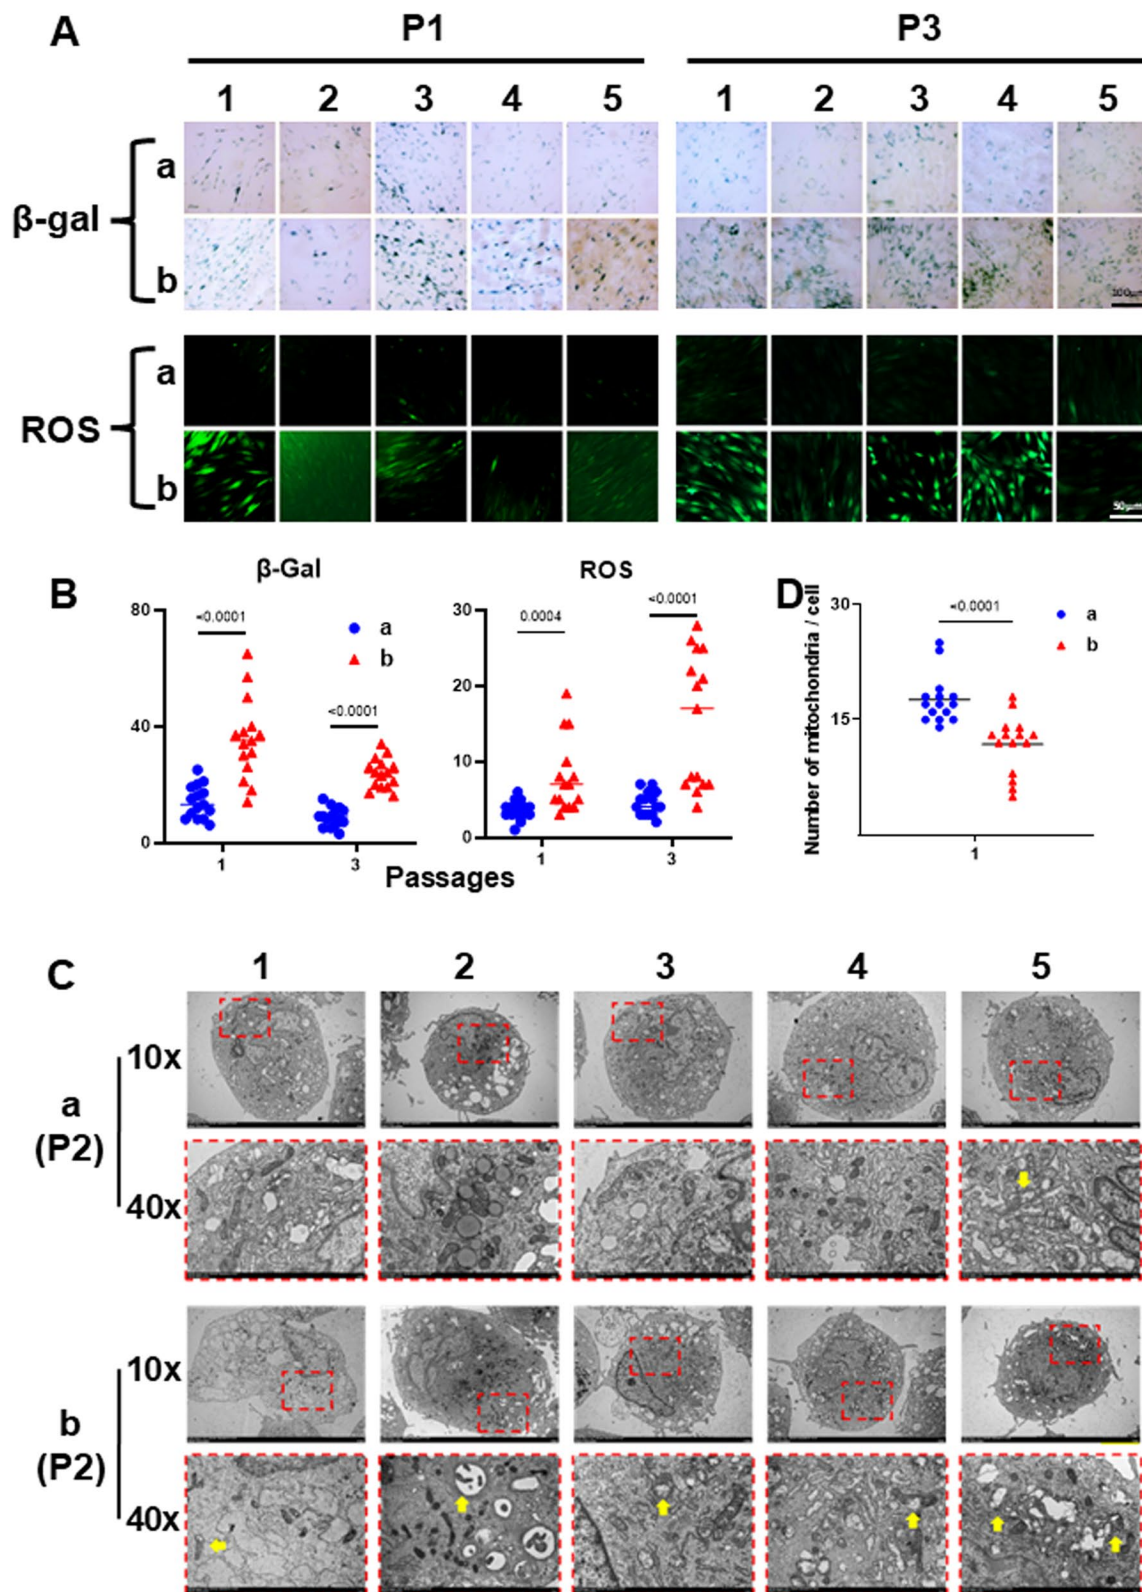 A
P1 P3
1 2 3 4 5 1 2 3 4 5
β-gal
a
b
100µm
ROS
a
b
50µm
B
β-Gal
80
40
0
<0.0001
<0.0001
a
b
1 3
ROS
30
20
10
0
0.0004
<0.0001
1 3
Passages
D
Number of mitochondria / cell
30
15
<0.0001
a
b
1
C
1 2 3 4 5
a
(P2)
10x
40x
b
(P2)
10x
40x